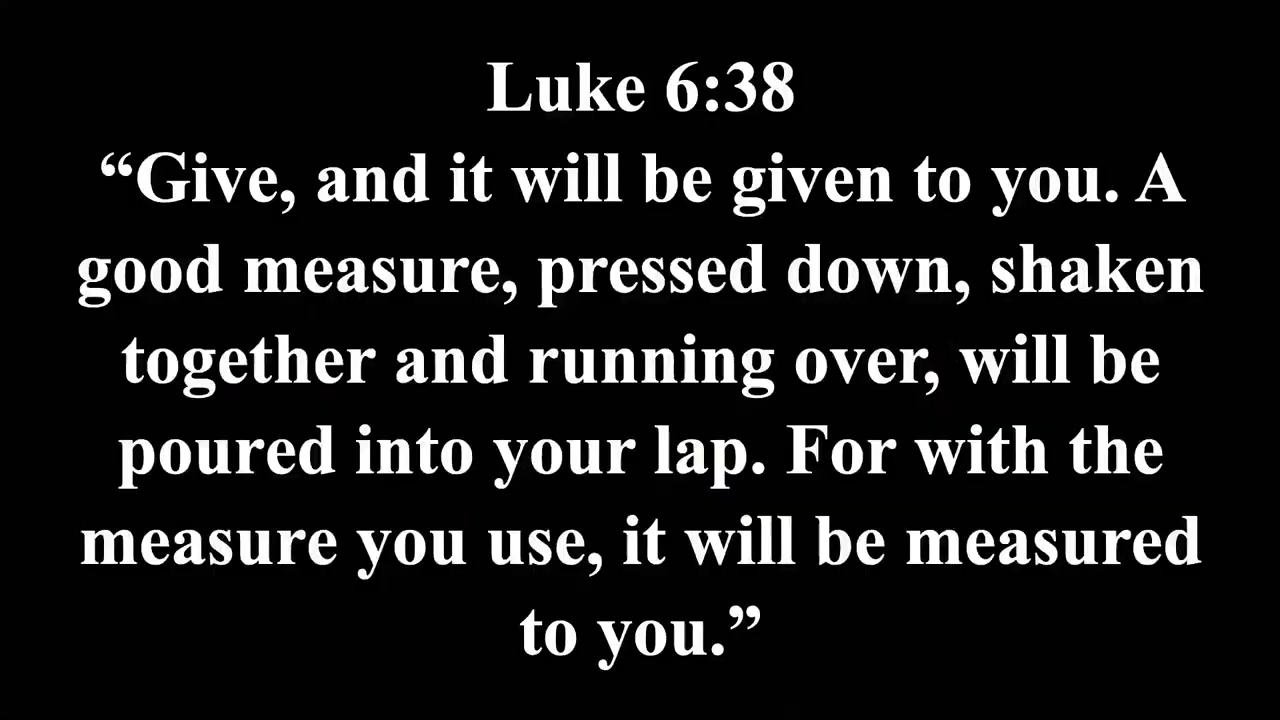 Luke 6:38
“Give, and it will be given to you. A
good measure, pressed down, shaken
together and running over, will be
poured into your lap. For with the
measure you use, it will be measured
to you.”